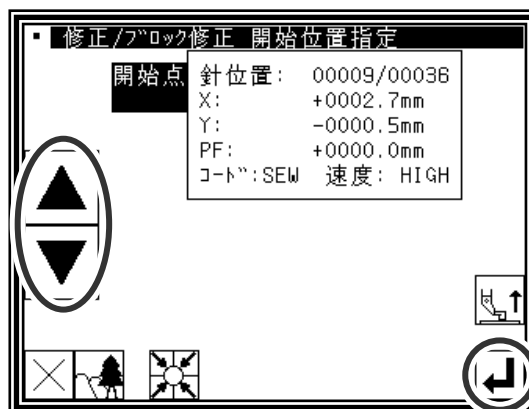 修正/ﾌﾞﾛｯｸ修正 開始位置指定
開始点
針位置: 00009/00036
X: +0002.7mm
Y: -0000.5mm
PF: +0000.0mm
ｺｰﾄﾞ:SEW 速度: HIGH